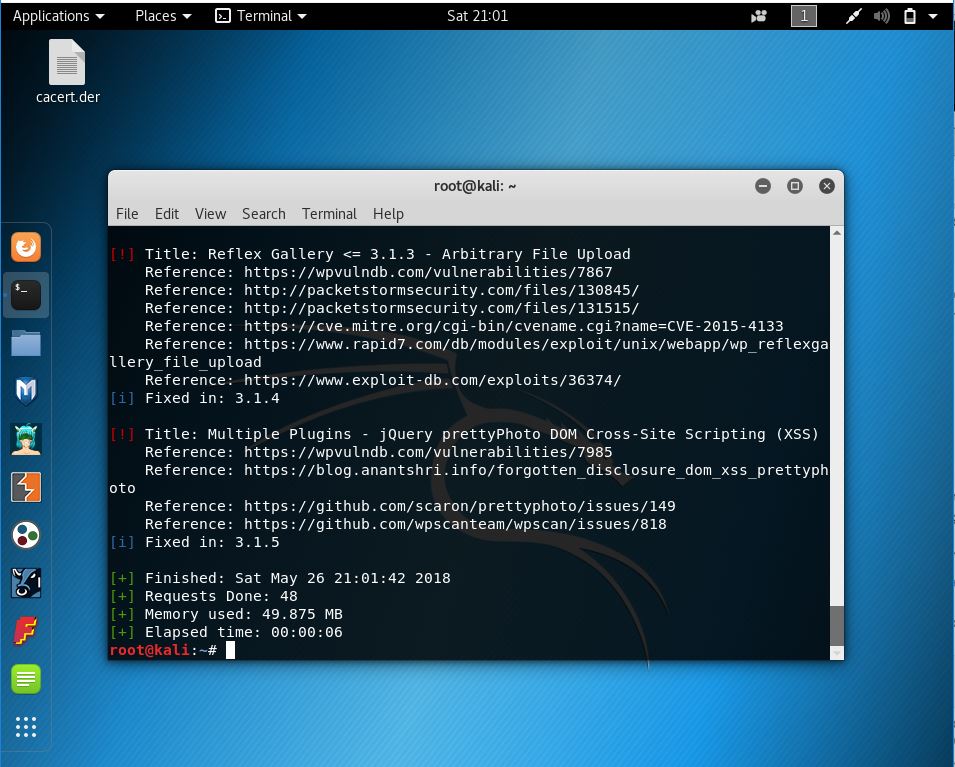 Applications Places Terminal Sat 21:01 1
cacert.der
root@kali: ~
File Edit View Search Terminal Help
[!] Title: Reflex Gallery <= 3.1.3 - Arbitrary File Upload
Reference: https://wpvulndb.com/vulnerabilities/7867
Reference: http://packetstormsecurity.com/files/130845/
Reference: http://packetstormsecurity.com/files/131515/
Reference: https://cve.mitre.org/cgi-bin/cvename.cgi?name=CVE-2015-4133
Reference: https://www.rapid7.com/db/modules/exploit/unix/webapp/wp_reflexga
llery_file_upload
Reference: https://www.exploit-db.com/exploits/36374/
[i] Fixed in: 3.1.4
[!] Title: Multiple Plugins - jQuery prettyPhoto DOM Cross-Site Scripting (XSS)
Reference: https://wpvulndb.com/vulnerabilities/7985
Reference: https://blog.anantshri.info/forgotten_disclosure_dom_xss_prettyph
oto
Reference: https://github.com/scaron/prettyphoto/issues/149
Reference: https://github.com/wpscanteam/wpscan/issues/818
[i] Fixed in: 3.1.5
[+] Finished: Sat May 26 21:01:42 2018
[+] Requests Done: 48
[+] Memory used: 49.875 MB
[+] Elapsed time: 00:00:06
root@kali:~#